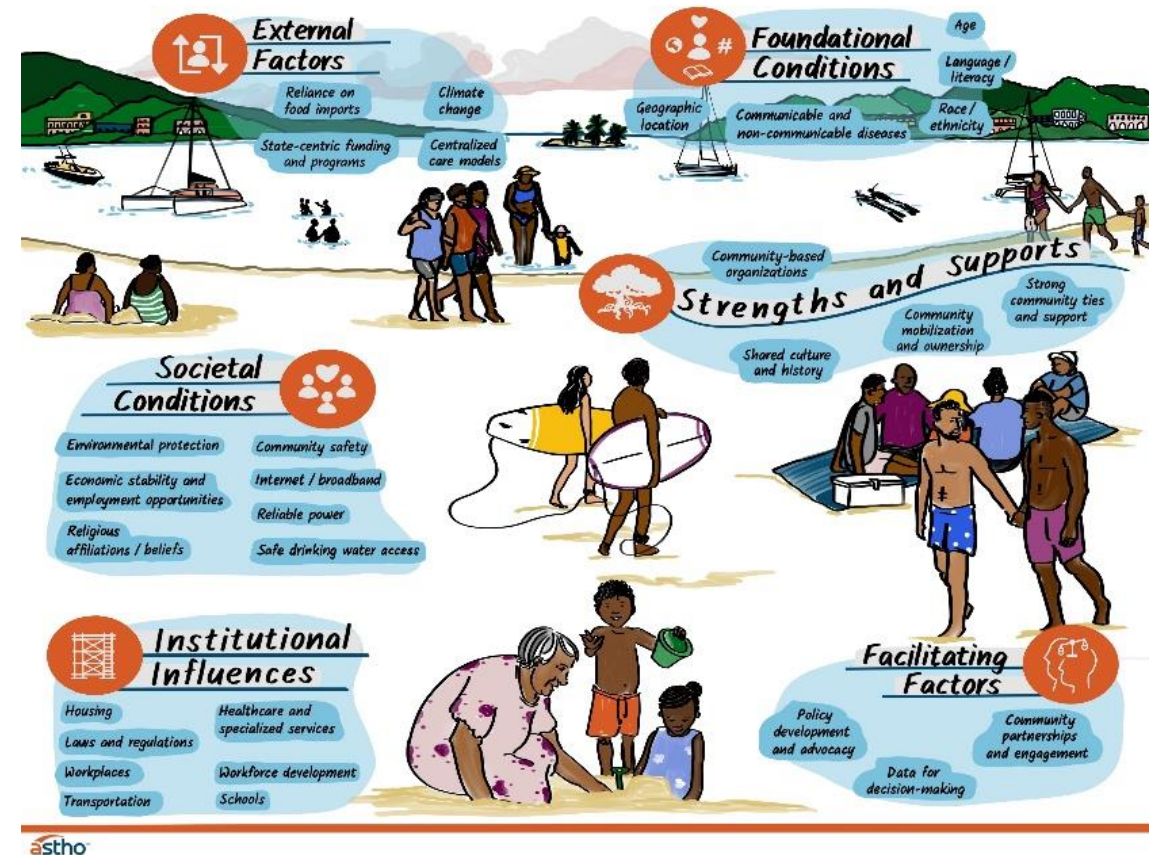 External
Factors
Reliance on
food imports
Climate
change
State-centric funding
and programs
Centralized
care models
#
Foundational
Conditions
Age
Language /
literacy
Geographic
location
Communicable and
non-communicable diseases
Race /
ethnicity
Strengths and supports
Community-based
organizations
Strong
community ties
and support
Community
mobilization
and ownership
Shared culture
and history
Societal
Conditions
Environmental protection
Community safety
Economic stability and
employment opportunities
Internet / broadband
Reliable power
Religious
affiliations / beliefs
Safe drinking water access
Institutional
Influences
Housing
Healthcare and
specialized services
Laws and regulations
Workplaces
Workforce development
Transportation
Schools
Facilitating
Factors
Policy
development
and advocacy
Community
partnerships
and engagement
Data for
decision-making
astho